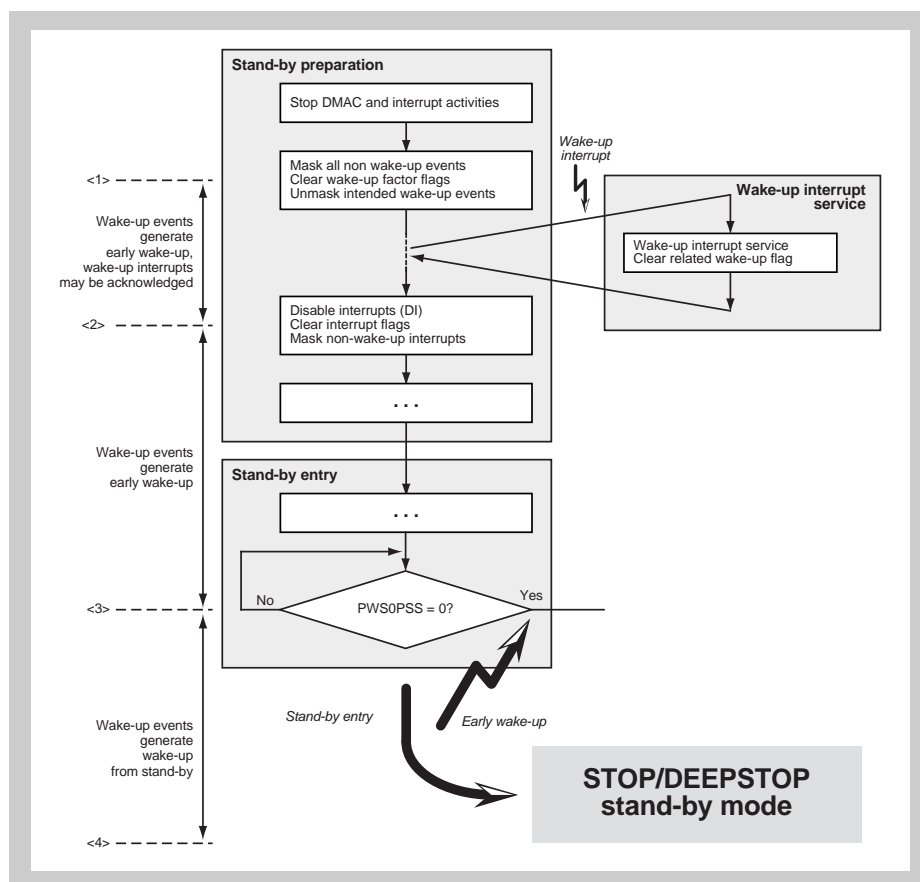 Stand-by preparation
Stop DMAC and interrupt activities
Mask all non wake-up events
Clear wake-up factor flags
Unmask intended wake-up events
Wake-up
interrupt
Wake-up interrupt
service
Wake-up interrupt service
Clear related wake-up flag
<1>
Wake-up events
generate
early wake-up,
wake-up interrupts
may be acknowledged
<2>
Disable interrupts (DI)
Clear interrupt flags
Mask non-wake-up interrupts
. . .
Wake-up events
generate
early wake-up
Stand-by entry
. . .
<3>
No
PWS0PSS = 0?
Yes
Stand-by entry
Early wake-up
Wake-up events
generate
wake-up
from stand-by
STOP/DEEPSTOP
stand-by mode
<4>